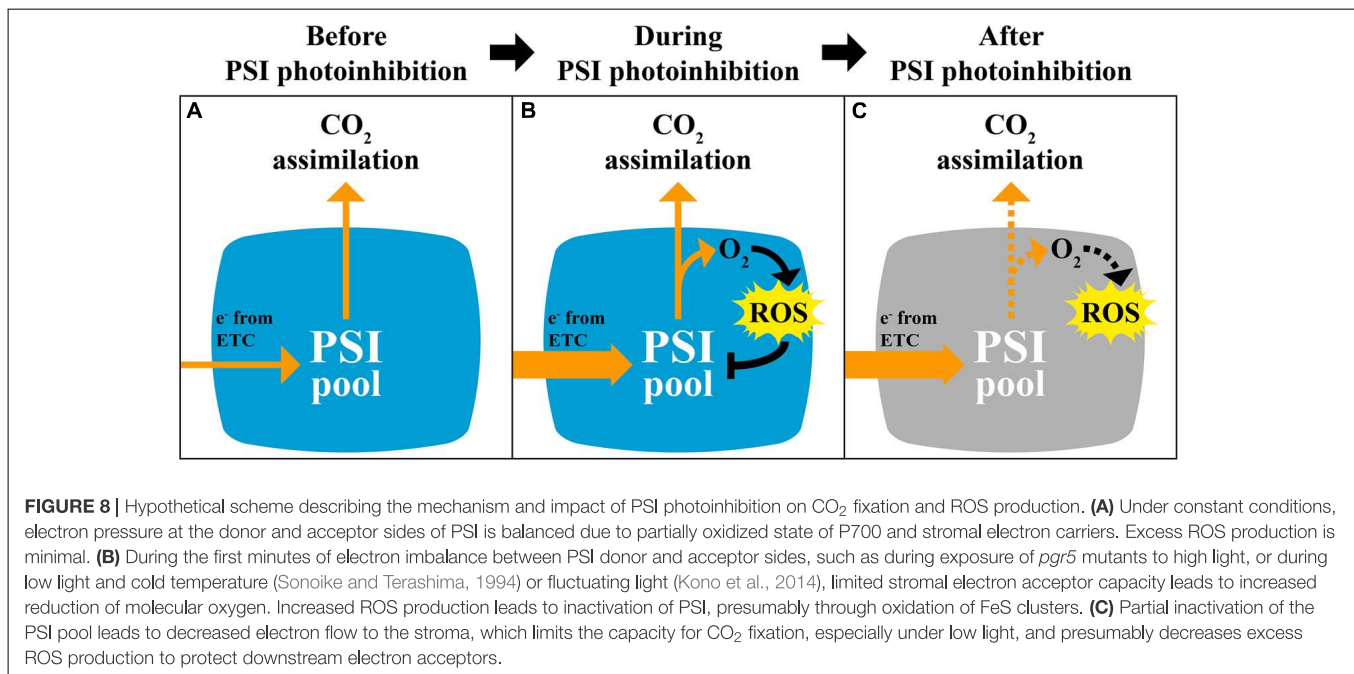 Before
PSI photoinhibition
During
PSI photoinhibition
After
PSI photoinhibition
A
CO₂
assimilation
e⁻ from
ETC
PSI
pool
B
CO₂
assimilation
O₂
ROS
e⁻ from
ETC
PSI
pool
C
CO₂
assimilation
O₂
ROS
e⁻ from
ETC
PSI
pool
FIGURE 8 | Hypothetical scheme describing the mechanism and impact of PSI photoinhibition on CO₂ fixation and ROS production. (A) Under constant conditions,
electron pressure at the donor and acceptor sides of PSI is balanced due to partially oxidized state of P700 and stromal electron carriers. Excess ROS production is
minimal. (B) During the first minutes of electron imbalance between PSI donor and acceptor sides, such as during exposure of pgr5 mutants to high light, or during
low light and cold temperature (Sonoike and Terashima, 1994) or fluctuating light (Kono et al., 2014), limited stromal electron acceptor capacity leads to increased
reduction of molecular oxygen. Increased ROS production leads to inactivation of PSI, presumably through oxidation of FeS clusters. (C) Partial inactivation of the
PSI pool leads to decreased electron flow to the stroma, which limits the capacity for CO₂ fixation, especially under low light, and presumably decreases excess
ROS production to protect downstream electron acceptors.